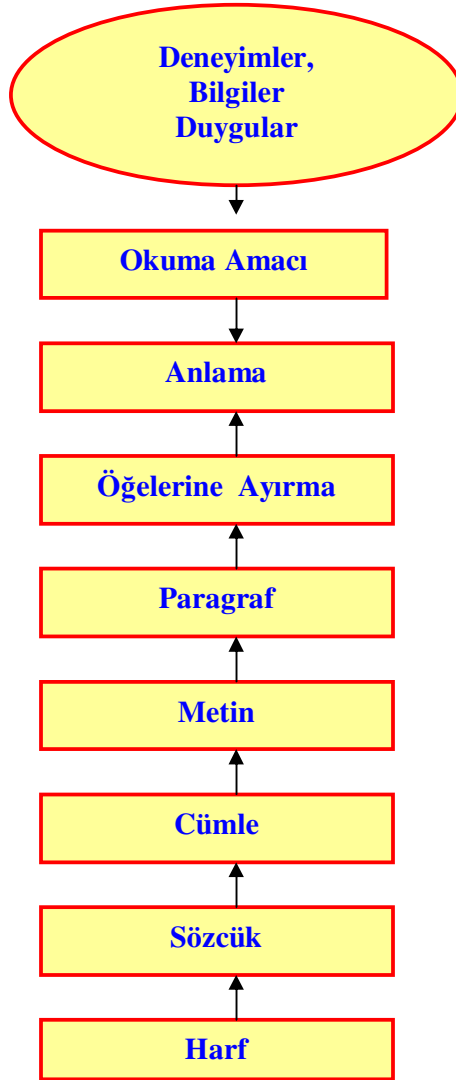 Deneyimler,
Bilgiler
Duygular
Okuma Amacı
Anlama
Öğelerine Ayırma
Paragraf
Metin
Cümle
Sözcük
Harf